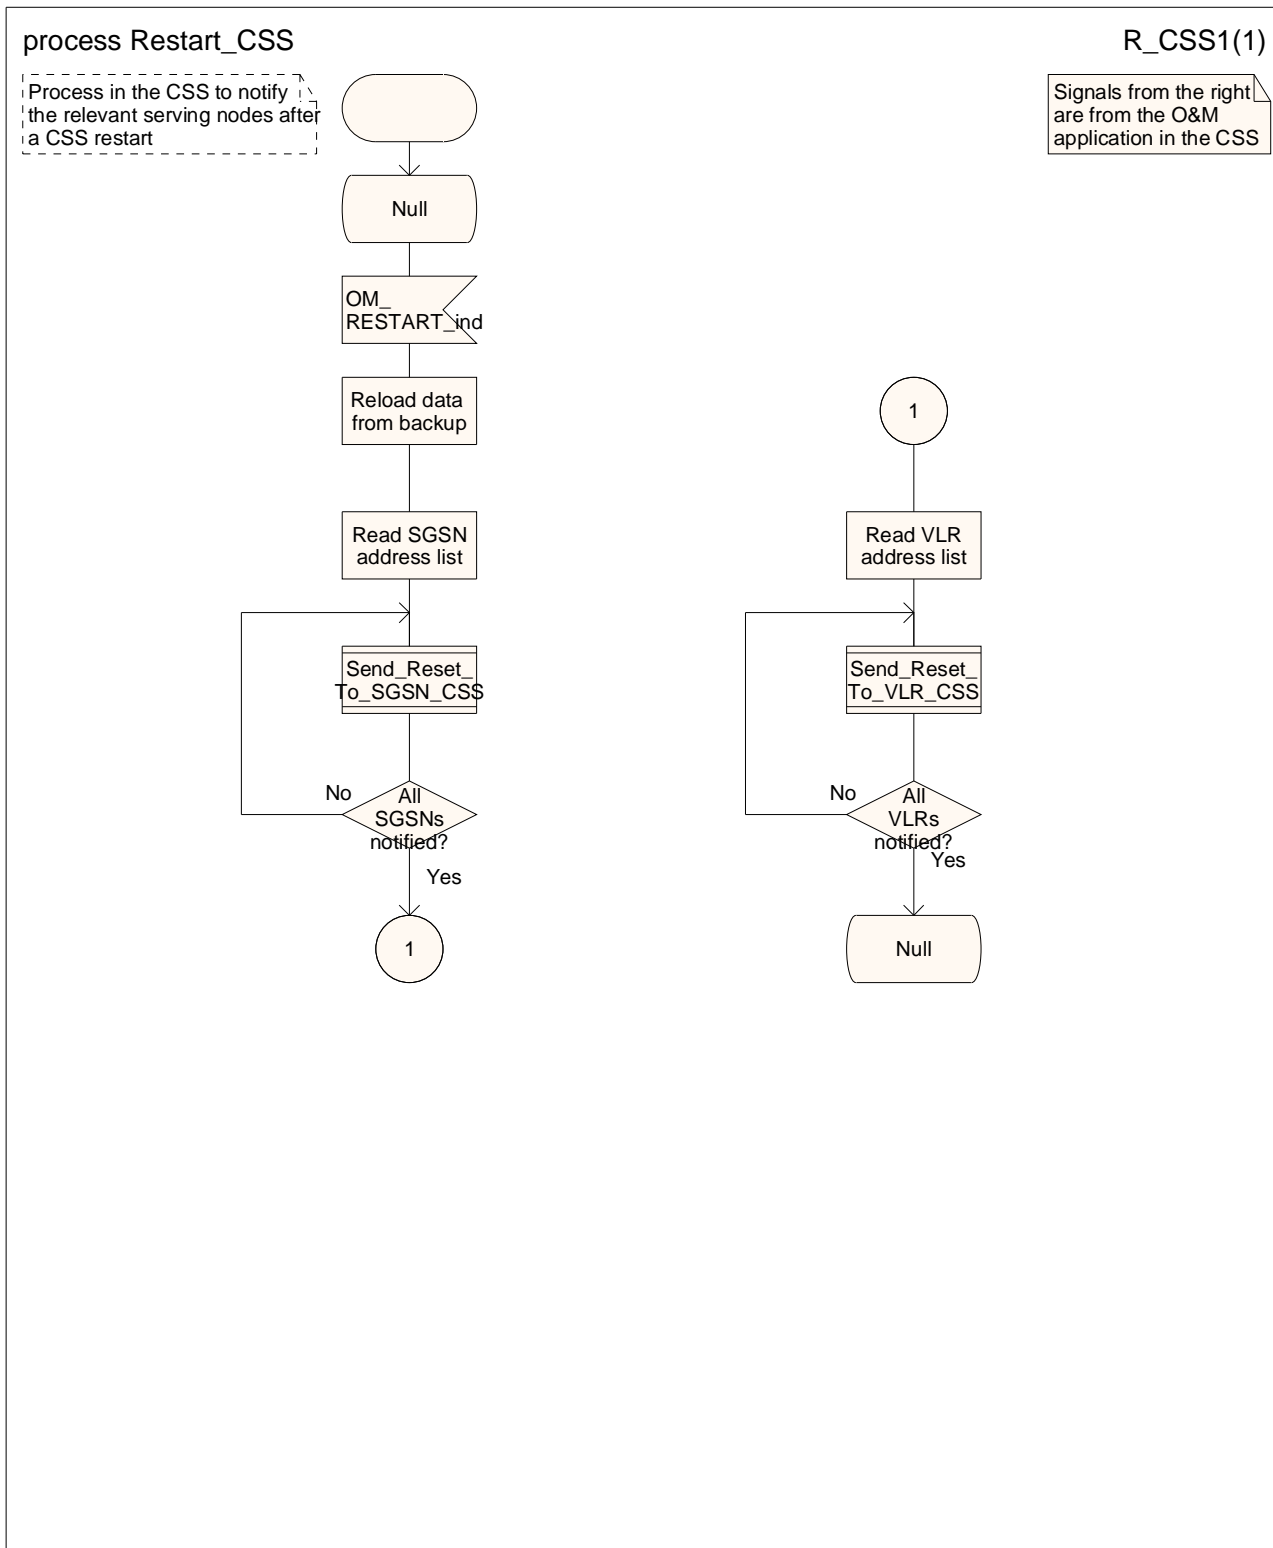 process Restart_CSS
R_CSS1(1)
Process in the CSS to notify
the relevant serving nodes after
a CSS restart
Signals from the right
are from the O&M
application in the CSS
Null
OM_
RESTART_ind
Reload data
from backup
Read SGSN
address list
Send_Reset_
To_SGSN_CSS
No
All
SGSNs
notified?
Yes
1
1
Read VLR
address list
Send_Reset_
To_VLR_CSS
No
All
VLRs
notified?
Yes
Null